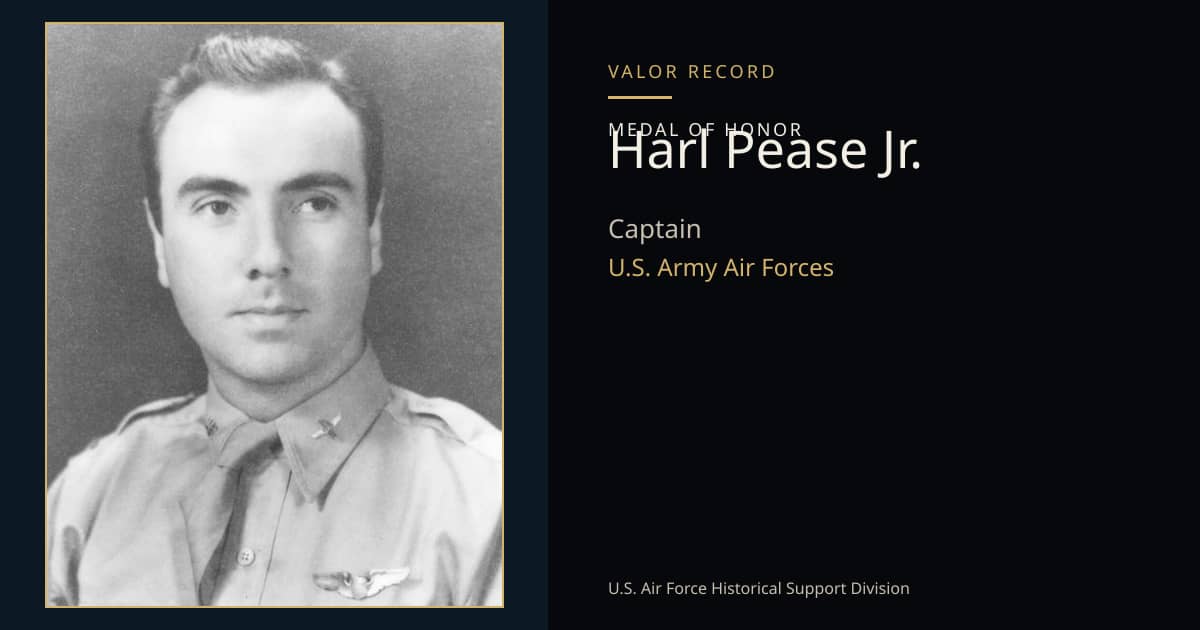 VALOR RECORD
MEDAL OF HONOR
Harl Pease Jr.
Captain
U.S. Army Air Forces
U.S. Air Force Historical Support Division